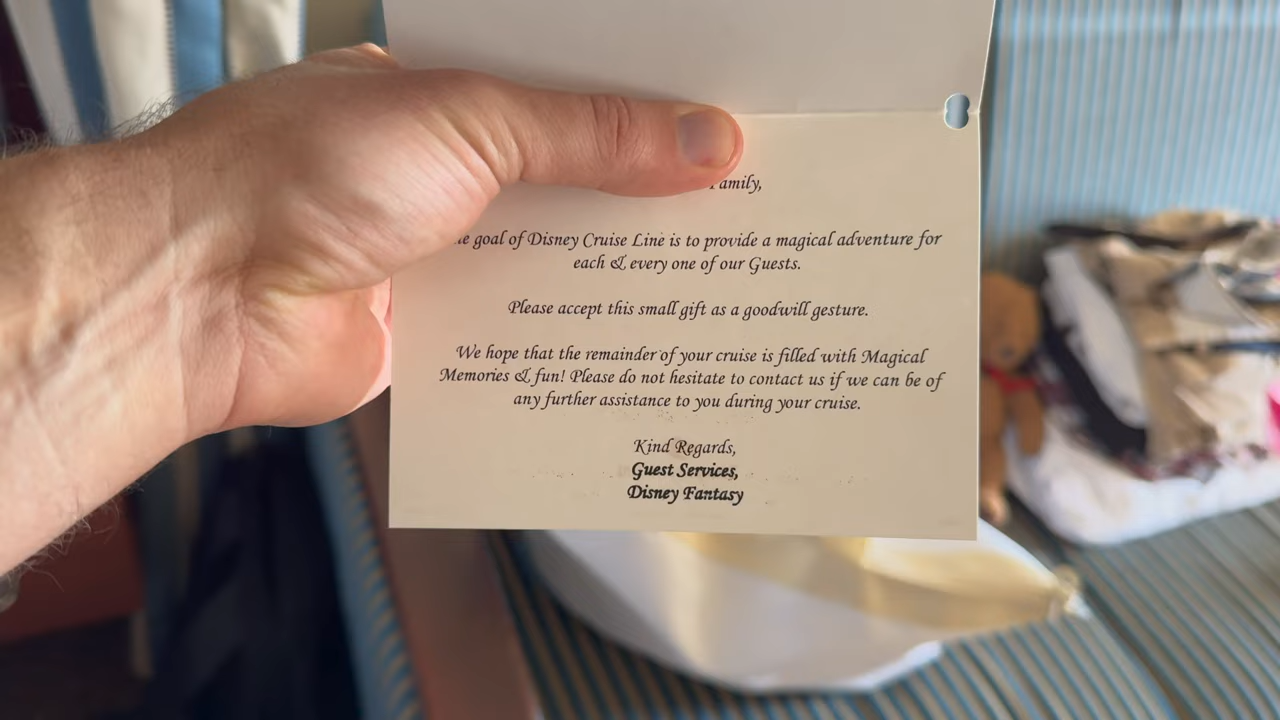 Family,
goal of Disney Cruise Line is to provide a magical adventure for
each & every one of our Guests.
Please accept this small gift as a goodwill gesture.
We hope that the remainder of your cruise is filled with Magical
Memories & fun! Please do not hesitate to contact us if we can be of
any further assistance to you during your cruise.
Kind Regards,
Guest Services,
Disney Fantasy